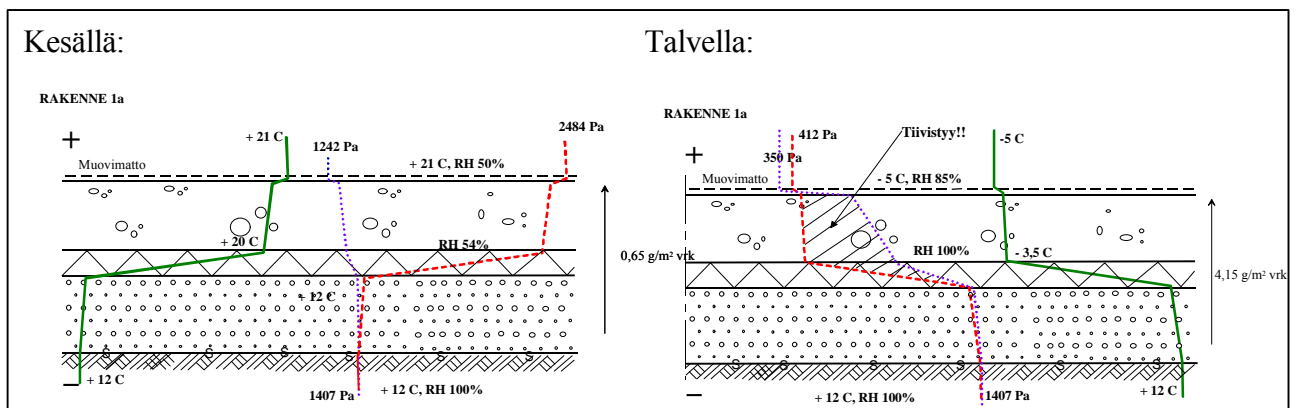 Kesällä:
RAKENNE 1a
+
+ 21 C
1242 Pa
2484 Pa
Muovimatto
+ 21 C, RH 50%
+ 20 C
RH 54%
0,65 g/m² vrk
+ 12 C
–
+ 12 C
+ 12 C, RH 100%
1407 Pa
Talvella:
RAKENNE 1a
+
412 Pa
Tiivistyy!!
-5 C
350 Pa
Muovimatto
- 5 C, RH 85%
RH 100%
- 3,5 C
4,15 g/m² vrk
–
+ 12 C, RH 100%
1407 Pa
+ 12 C